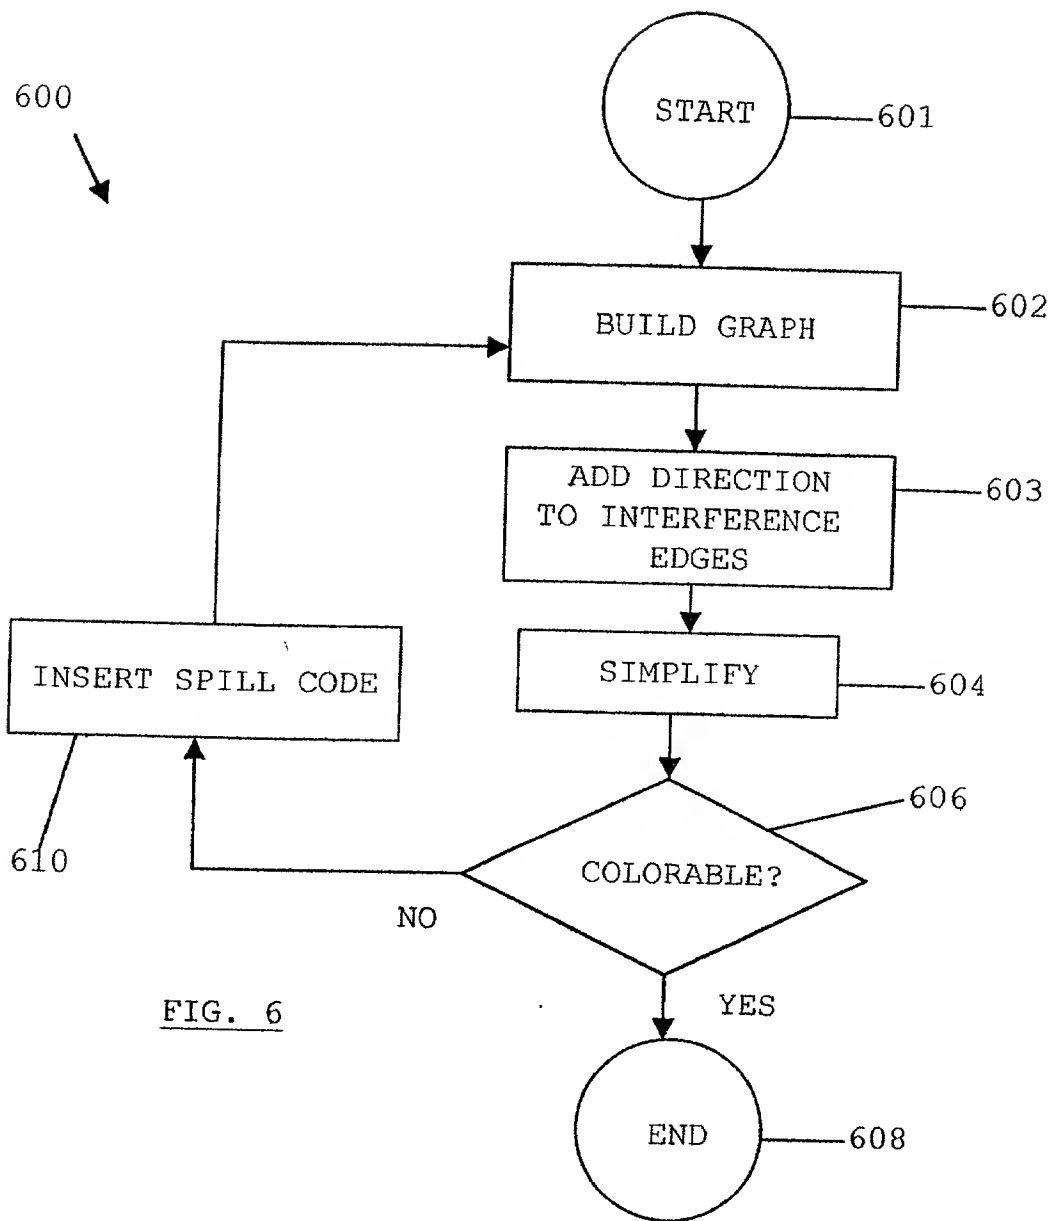 600
START
601
BUILD GRAPH
602
ADD DIRECTION
TO INTERFERENCE
EDGES
603
INSERT SPILL CODE
SIMPLIFY
604
606
610
COLORABLE?
NO
FIG. 6
YES
END
608